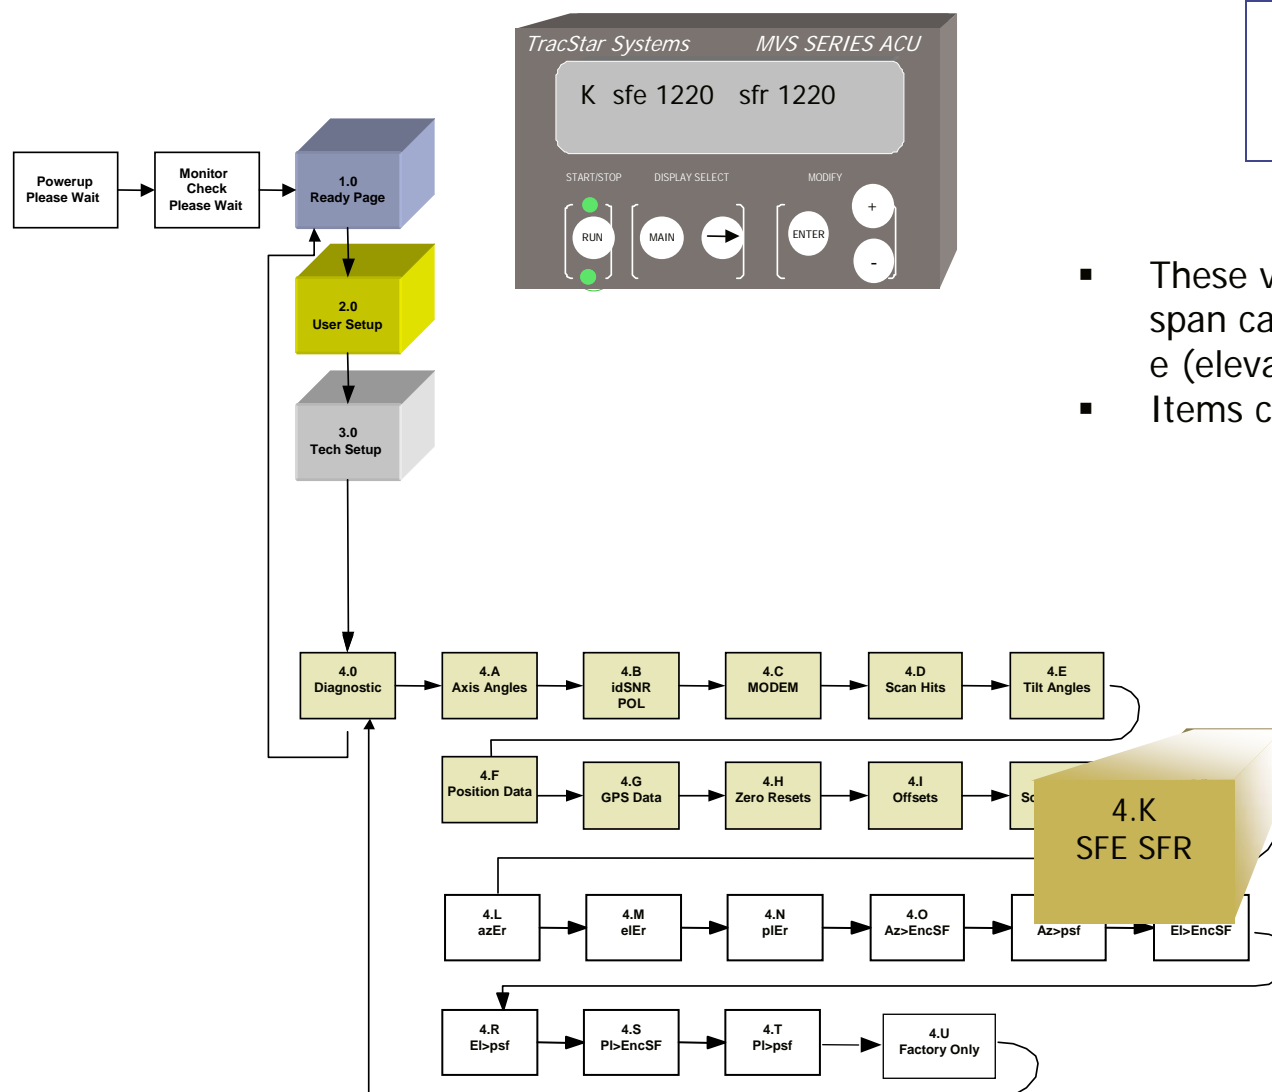 TracStar Systems MVS SERIES ACU
K sfe 1220 sfr 1220
START/STOP DISPLAY SELECT MODIFY
RUN MAIN ENTER + -
Powerup
Please Wait
Monitor
Check
Please Wait
1.0
Ready Page
2.0
User Setup
3.0
Tech Setup
▪ These v
span ca
e (eleva
▪ Items c
4.0
Diagnostic
4.A
Axis Angles
4.B
idSNR
POL
4.C
MODEM
4.D
Scan Hits
4.E
Tilt Angles
4.F
Position Data
4.G
GPS Data
4.H
Zero Resets
4.I
Offsets
4.K
SFE SFR
4.L
azEr
4.M
elEr
4.N
plEr
4.O
Az>EncSF
Az>psf
El>EncSF
4.R
El>psf
4.S
Pl>EncSF
4.T
Pl>psf
4.U
Factory Only